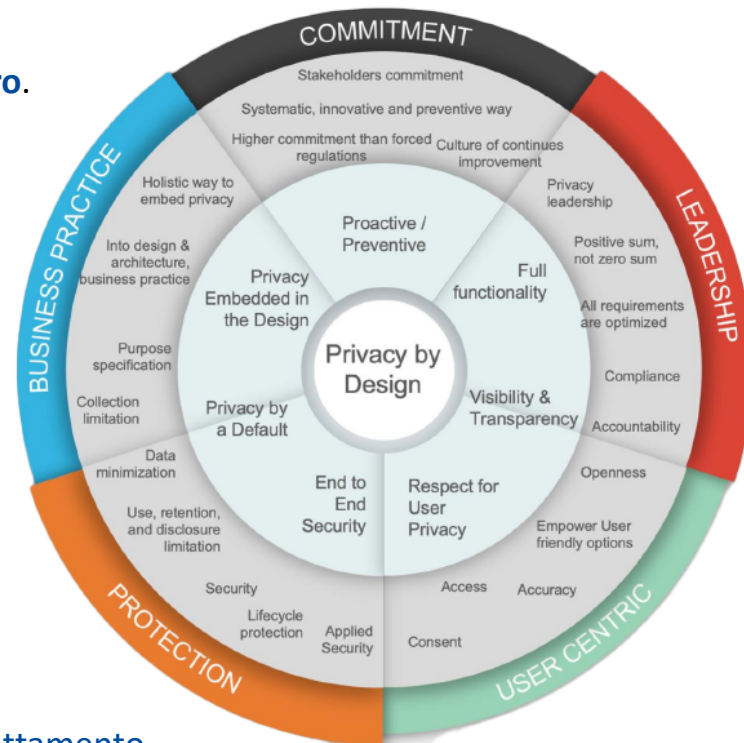 ro.
COMMITMENT
Stakeholders commitment
Systematic, innovative and preventive way
Higher commitment than forced
regulations
Culture of continues
improvement
LEADERSHIP
Privacy
leadership
Positive sum,
not zero sum
All requirements
are optimized
Compliance
Accountability
USER CENTRIC
Openness
Empower User
friendly options
Access
Accuracy
Consent
PROTECTION
Data
minimization
Use, retention,
and disclosure
limitation
Security
Lifecycle
protection
Applied
Security
BUSINESS PRACTICE
Holistic way to
embed privacy
Into design &
architecture,
business practice
Purpose
specification
Collection
limitation
Proactive /
Preventive
Full
functionality
Visibility &
Transparency
Respect for
User
Privacy
End to
End
Security
Privacy by
a Default
Privacy
Embedded in
the Design
Privacy by
Design
attamento